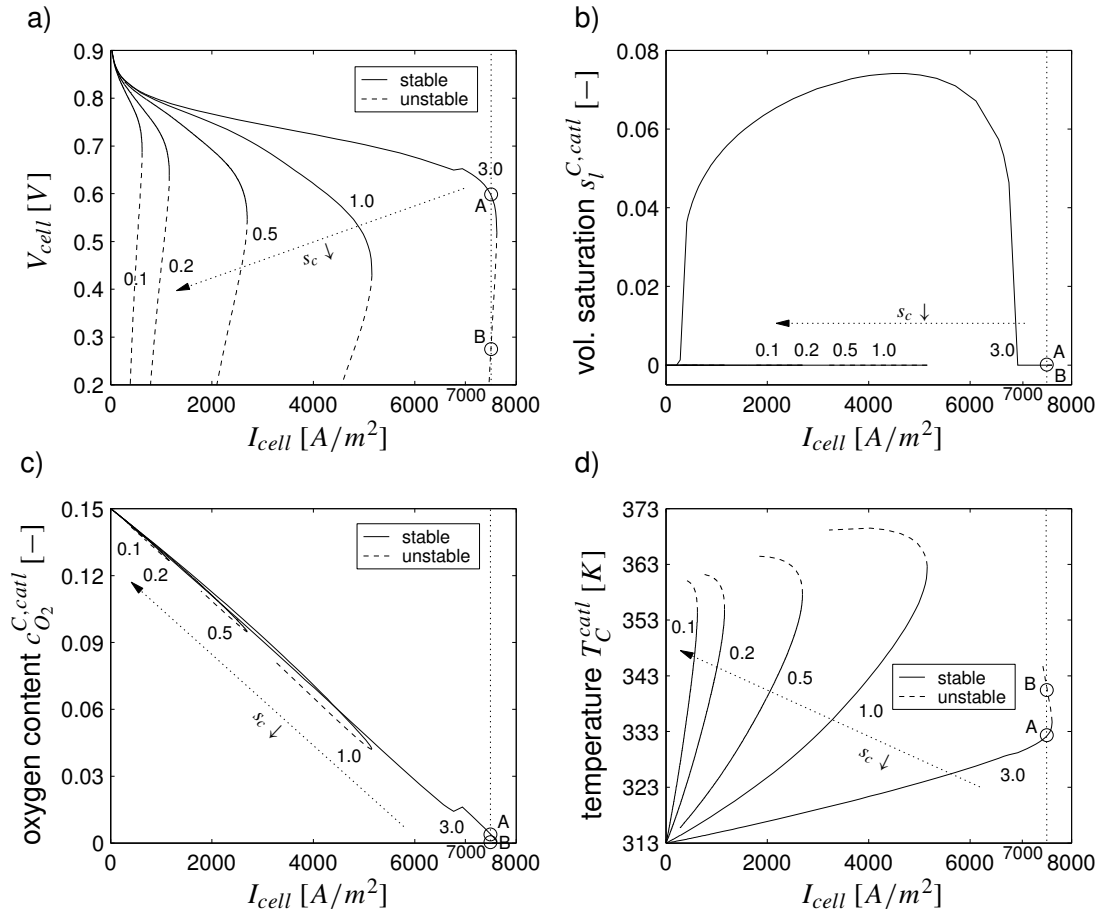 a)
0.9
0.8
0.7
0.6
0.5
0.4
0.3
0.2
V_cell [V]
stable
unstable
3.0
A
1.0
0.5
s_c ↓
0.2
0.1
B
7000
0 2000 4000 6000 8000
I_cell [A/m²]
b)
0.08
0.06
0.04
0.02
0
vol. saturation s_l^{C,catl} [−]
s_c ↓
0.1 0.2 0.5 1.0 3.0
A
B
7000
0 2000 4000 6000 8000
I_cell [A/m²]
c)
0.15
0.12
0.09
0.06
0.03
0
oxygen content c_{O_2}^{C,catl} [−]
stable
unstable
0.1
0.2
0.5
s_c ↓
1.0
3.0
A
B
7000
0 2000 4000 6000 8000
I_cell [A/m²]
d)
373
363
353
343
333
323
313
temperature T_C^{catl} [K]
0.1
0.2
0.5
stable
unstable
1.0
B
A
s_c ↓
3.0
7000
0 2000 4000 6000 8000
I_cell [A/m²]